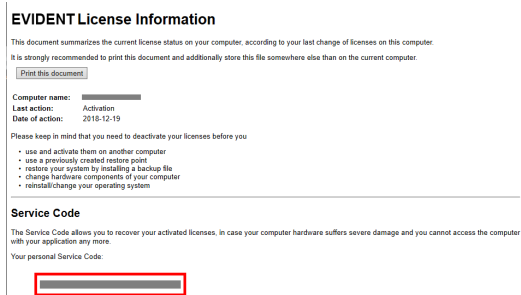 EVIDENT License Information
This document summarizes the current license status on your computer, according to your last change of licenses on this computer.
It is strongly recommended to print this document and additionally store this file somewhere else than on the current computer.
Print this document
Computer name:
Last action: Activation
Date of action: 2018-12-19
Please keep in mind that you need to deactivate your licenses before you
• use and activate them on another computer
• use a previously created restore point
• restore your system by installing a backup file
• change hardware components of your computer
• reinstall/change your operating system
Service Code
The Service Code allows you to recover your activated licenses, in case your computer hardware suffers severe damage and you cannot access the computer
with your application any more.
Your personal Service Code: